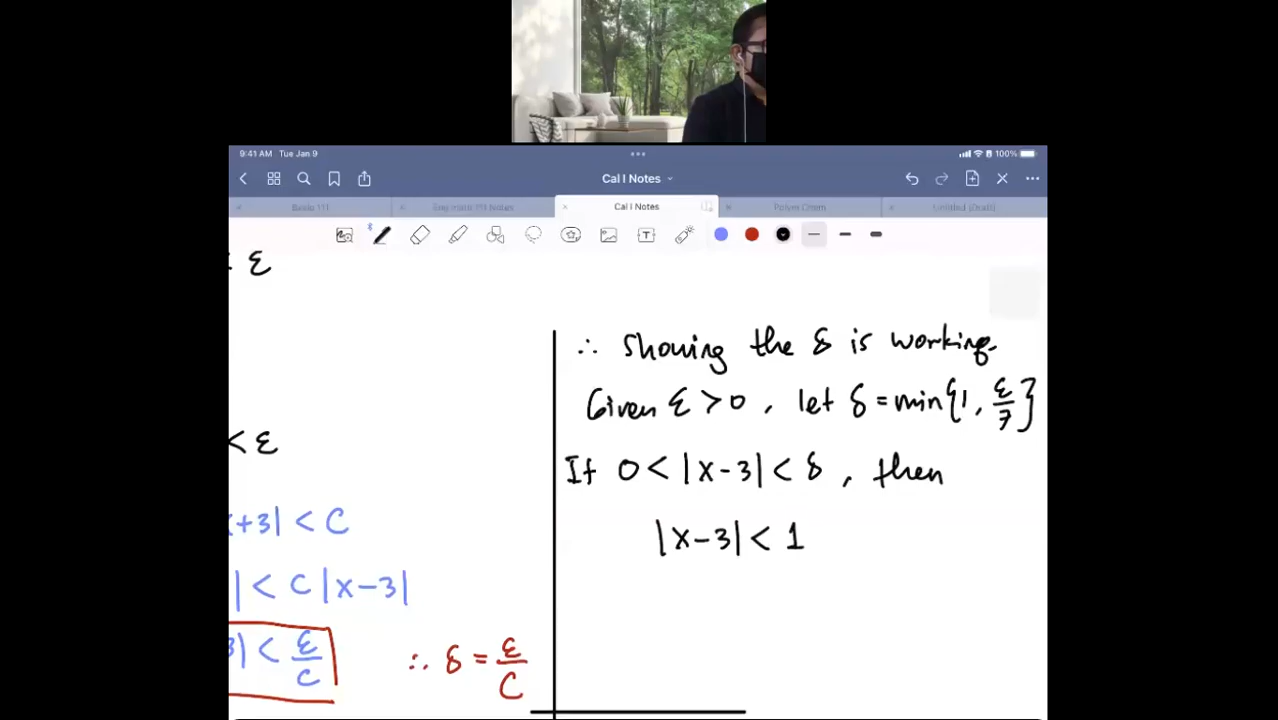 9:41 AM Tue Jan 9
100%
Cal I Notes
Cal I Notes
< ε
< ε
x+3| < C
| < C |x-3|
3| < ε/C
∴ δ = ε/C
∴ Showing the δ is working.
Given ε > 0, let δ = min{1, ε/7}
If 0 < |x-3| < δ, then
|x-3| < 1